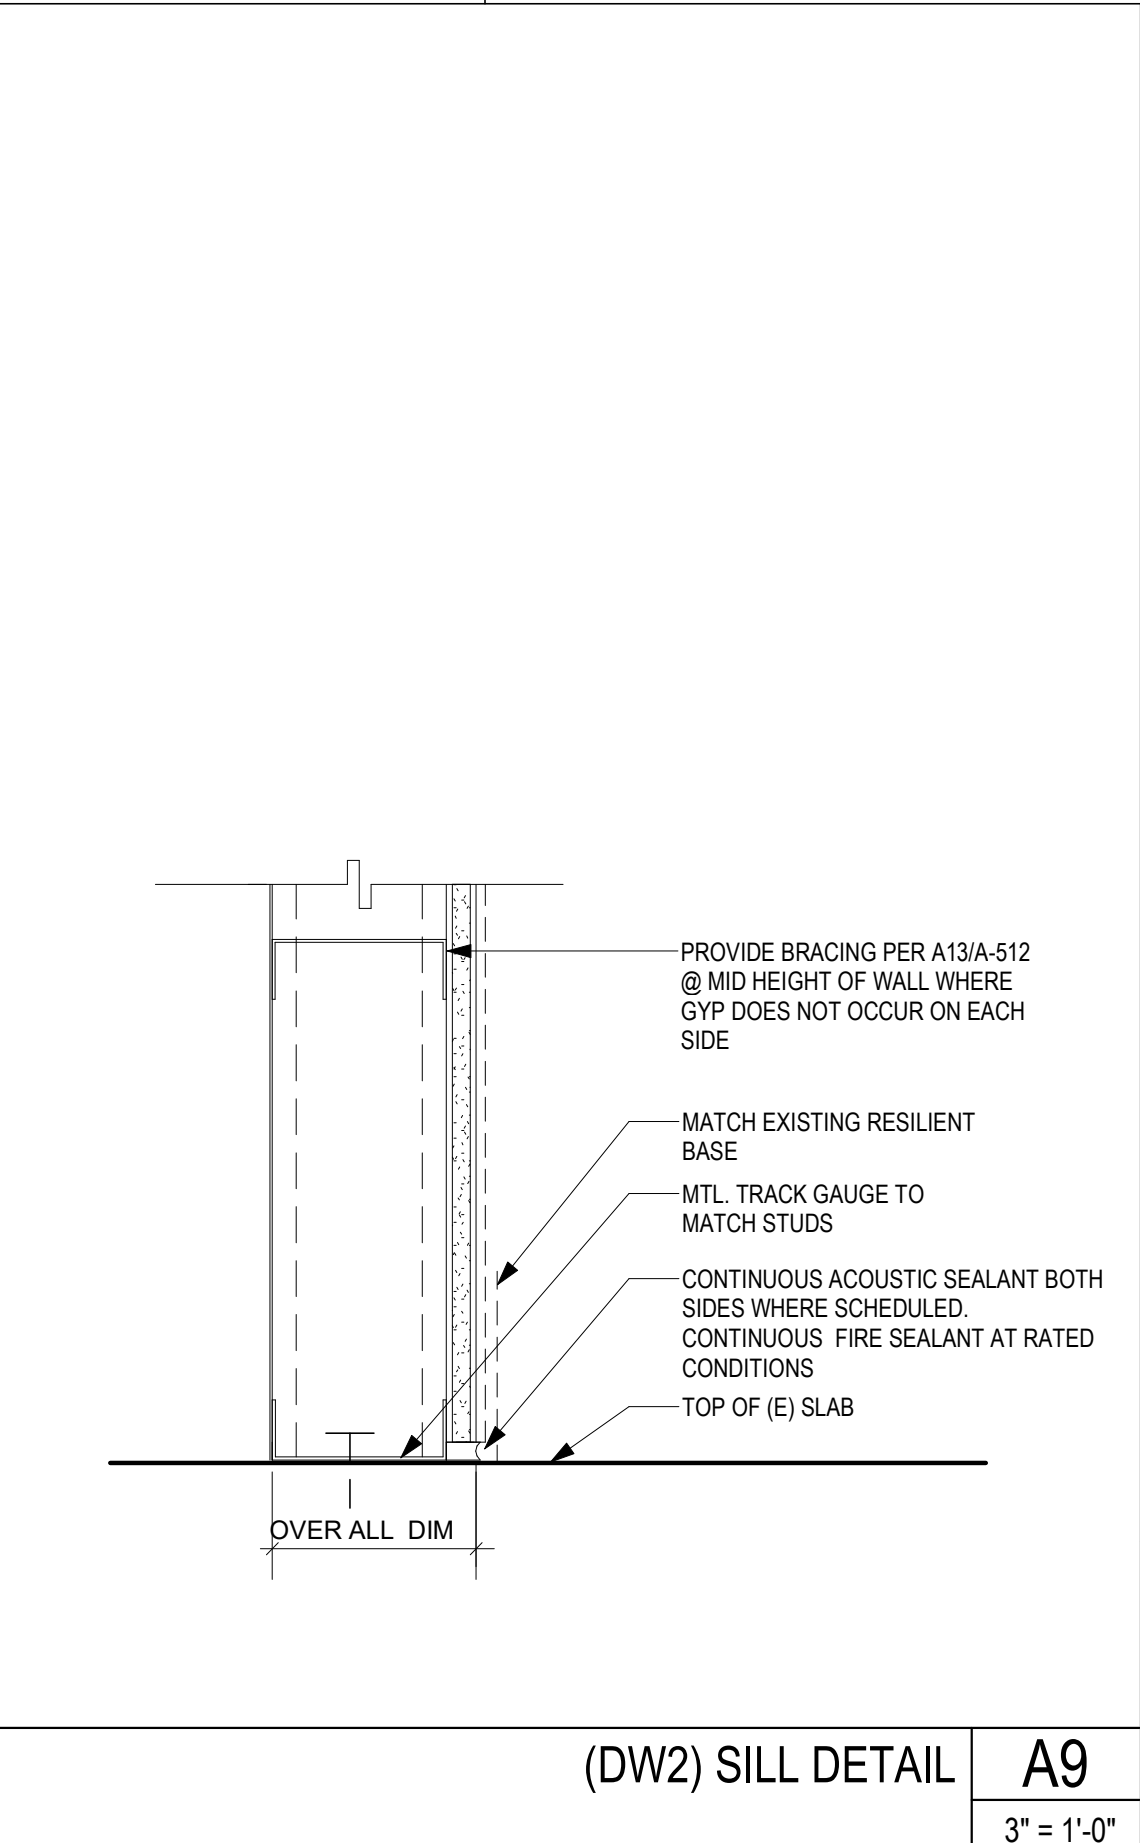 PROVIDE BRACING PER A13/A-512
@ MID HEIGHT OF WALL WHERE
GYP DOES NOT OCCUR ON EACH
SIDE
MATCH EXISTING RESILIENT
BASE
MTL. TRACK GAUGE TO
MATCH STUDS
CONTINUOUS ACOUSTIC SEALANT BOTH
SIDES WHERE SCHEDULED.
CONTINUOUS  FIRE SEALANT AT RATED
CONDITIONS
TOP OF (E) SLAB
OVER ALL  DIM
(DW2) SILL DETAIL
A9
3" = 1'-0"